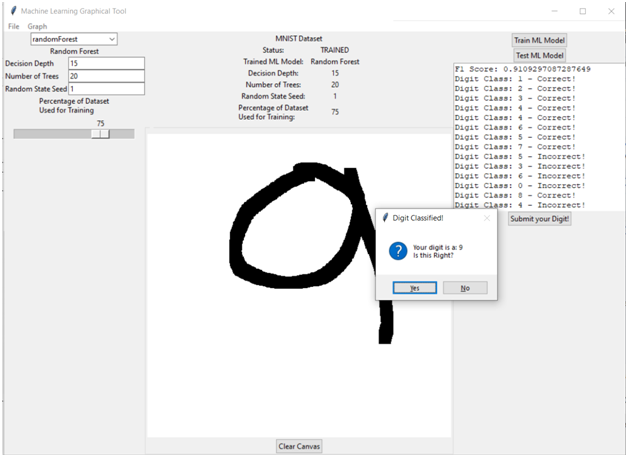 Machine Learning Graphical Tool
File Graph
randomForest
Random Forest
Decision Depth 15
Number of Trees 20
Random State Seed 1
Percentage of Dataset
Used for Training
75
MNIST Dataset
Status: TRAINED
Trained ML Model: Random Forest
Decision Depth: 15
Number of Trees: 20
Random State Seed: 1
Percentage of Dataset
Used for Training: 75
Train ML Model
Test ML Model
F1 Score: 0.9109297087287649
Digit Class: 1 - Correct!
Digit Class: 2 - Correct!
Digit Class: 3 - Correct!
Digit Class: 4 - Correct!
Digit Class: 4 - Correct!
Digit Class: 6 - Correct!
Digit Class: 5 - Correct!
Digit Class: 7 - Correct!
Digit Class: 5 - Incorrect!
Digit Class: 3 - Incorrect!
Digit Class: 6 - Incorrect!
Digit Class: 0 - Incorrect!
Digit Class: 8 - Correct!
Digit Class: 4 - Incorrect!
Submit your Digit!
9
Digit Classified!
Your digit is a: 9
Is this Right?
Yes No
Clear Canvas